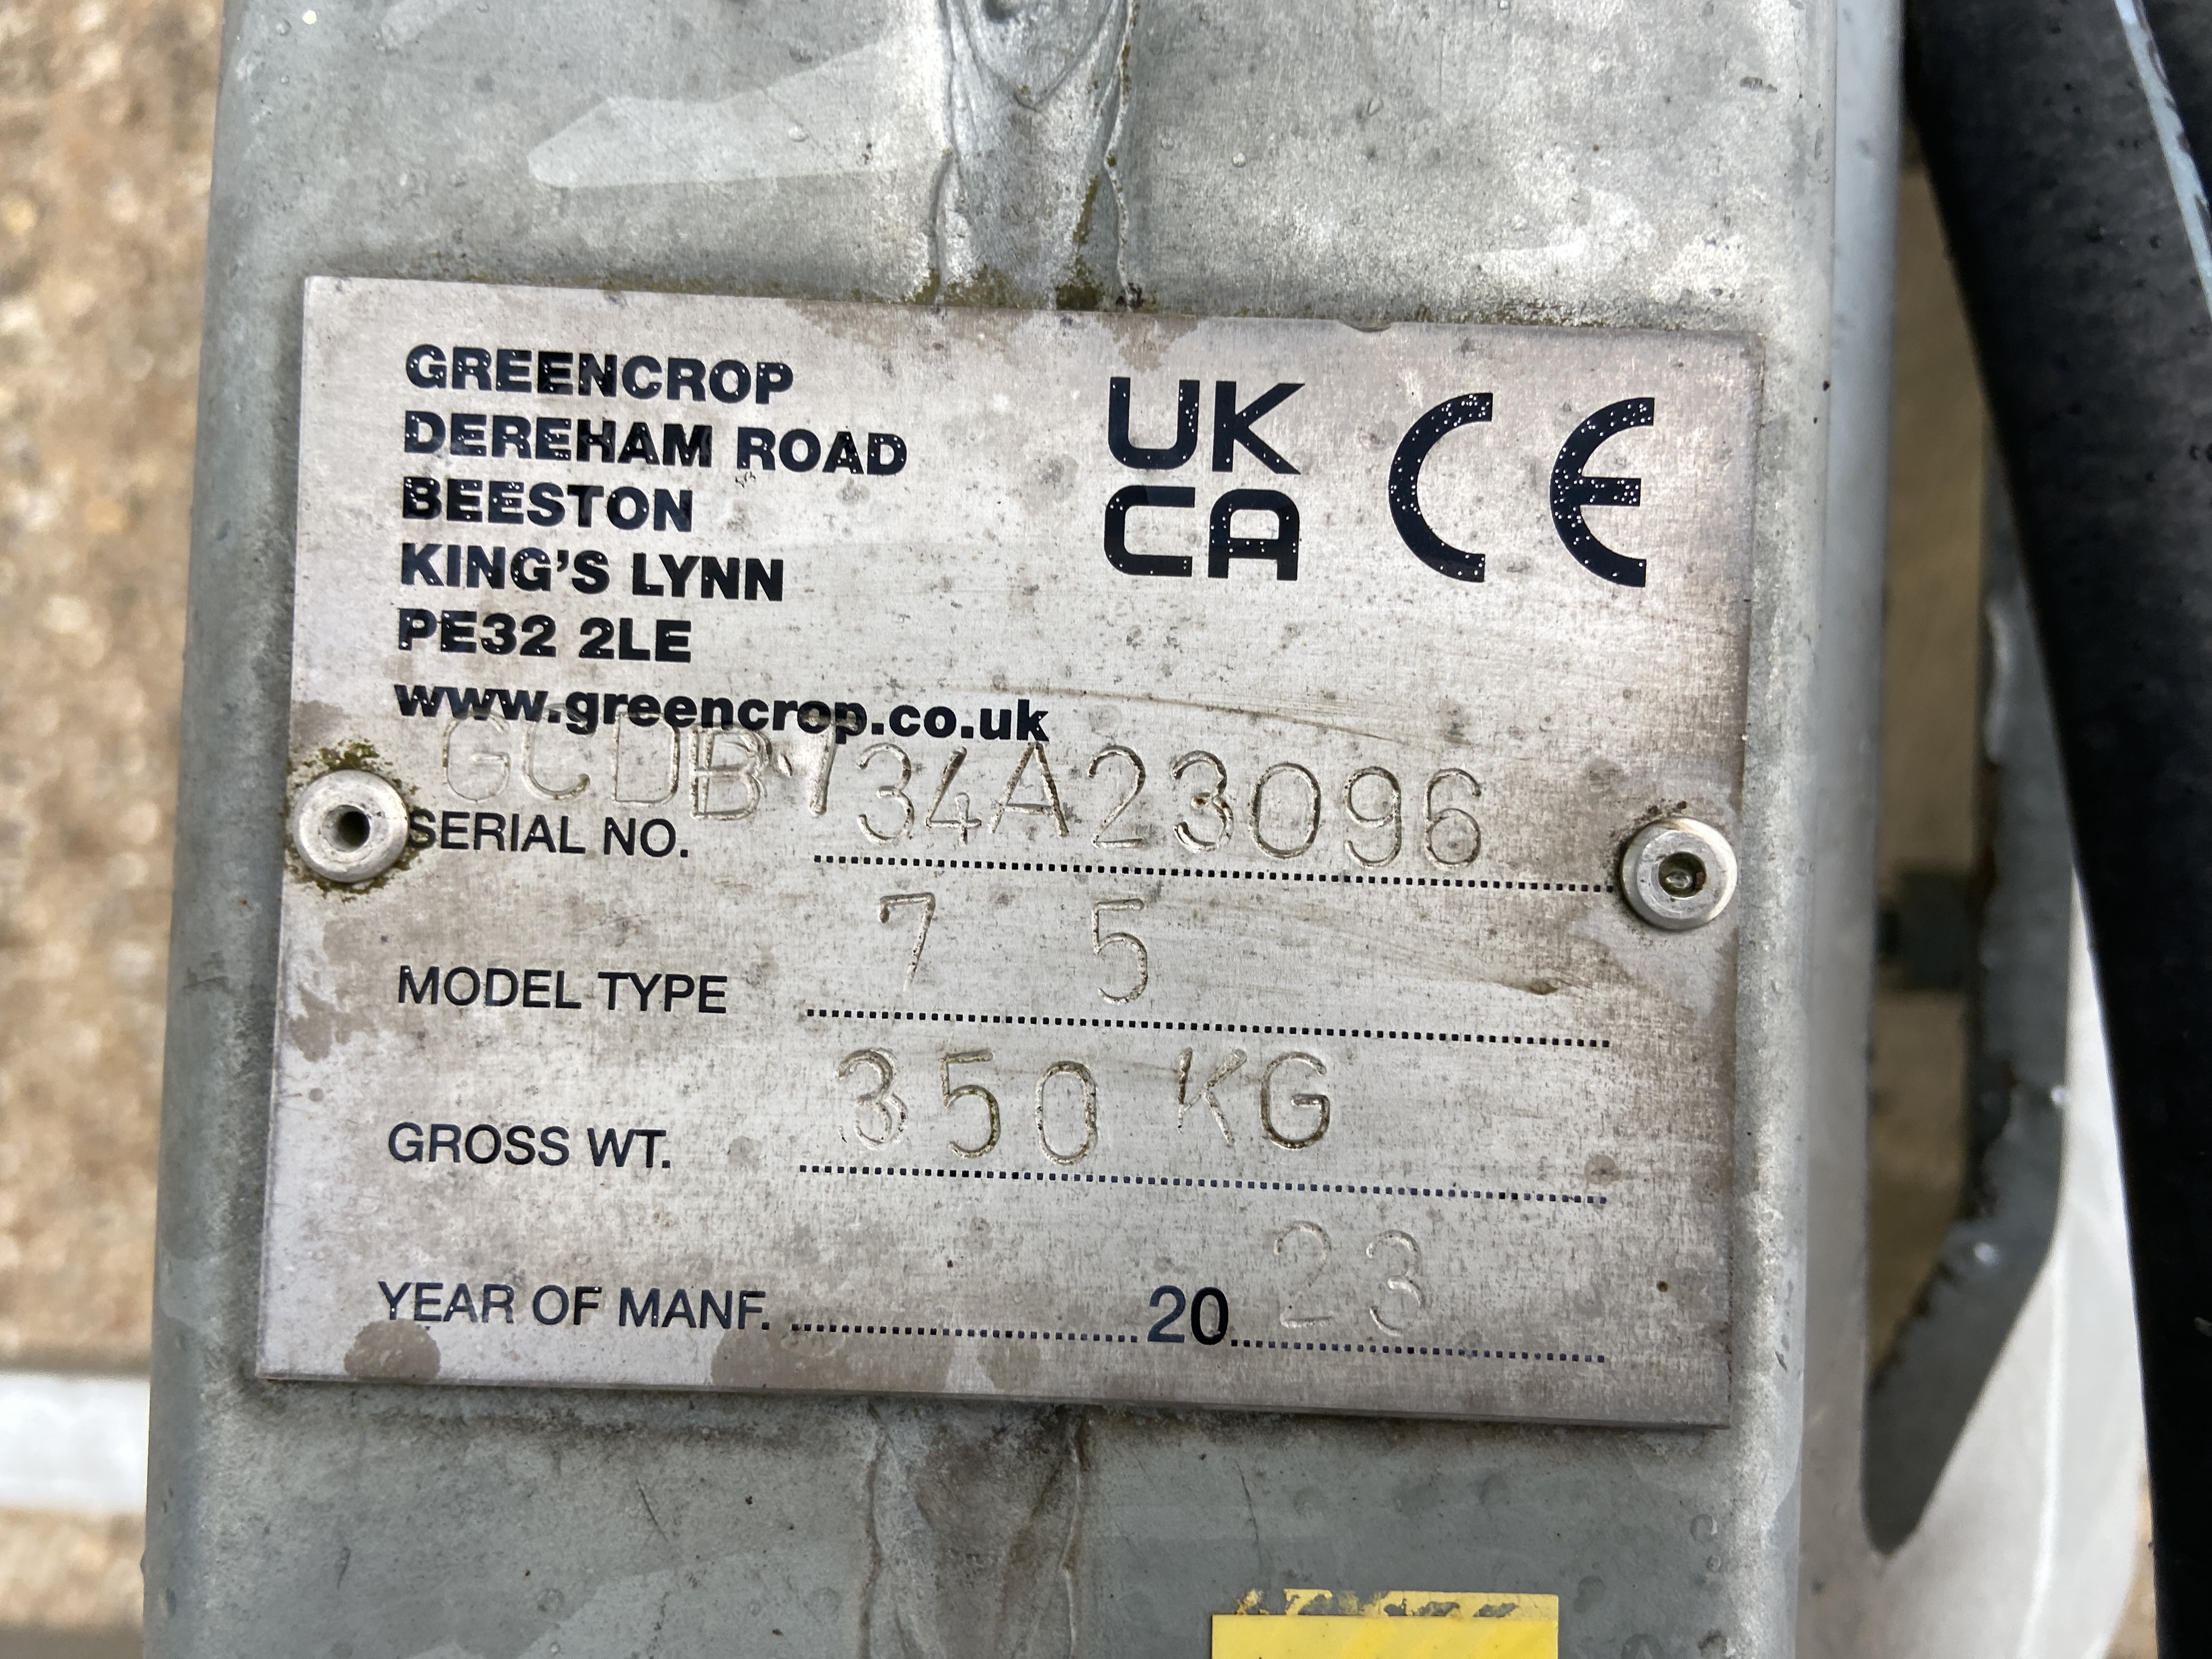 GREENCROP
DEREHAM ROAD
BEESTON
KING'S LYNN
PE32 2LE
www.greencrop.co.uk
UK
CA
CE
SERIAL NO. GCDB134A23096
MODEL TYPE 7 5
GROSS WT. 350 KG
YEAR OF MANF. 20 23